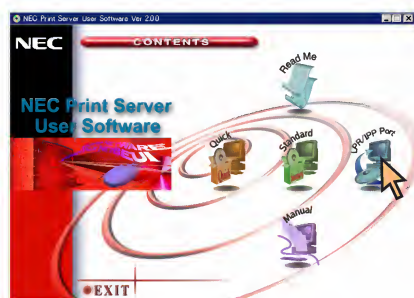 NEC Print Server User Software Ver 2.00
NEC
CONTENTS
Read Me
NEC Print Server
User Software
Quick
Standard
LPR/IPP Port
Manual
EXIT